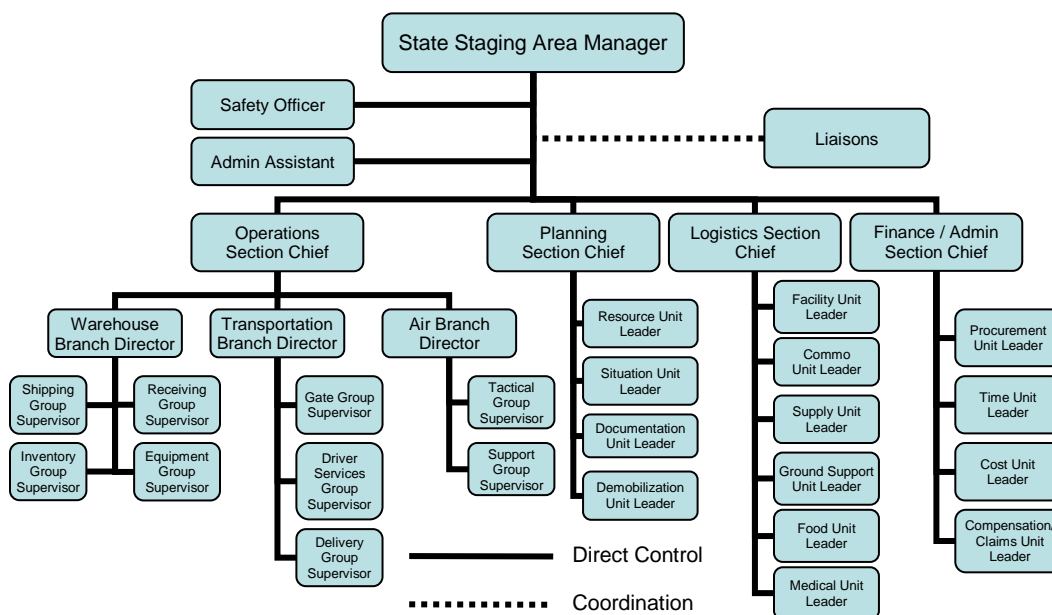 State Staging Area Manager
Safety Officer
Admin Assistant
Liaisons
Operations
Section Chief
Planning
Section Chief
Logistics Section
Chief
Finance / Admin
Section Chief
Warehouse
Branch Director
Transportation
Branch Director
Air Branch
Director
Shipping
Group
Supervisor
Receiving
Group
Supervisor
Inventory
Group
Supervisor
Equipment
Group
Supervisor
Gate Group
Supervisor
Driver
Services
Group
Supervisor
Delivery
Group
Supervisor
Tactical
Group
Supervisor
Support
Group
Supervisor
Resource Unit
Leader
Situation Unit
Leader
Documentation
Unit Leader
Demobilization
Unit Leader
Facility Unit
Leader
Commo
Unit Leader
Supply Unit
Leader
Ground Support
Unit Leader
Food Unit
Leader
Medical Unit
Leader
Procurement
Unit Leader
Time Unit
Leader
Cost Unit
Leader
Compensation/
Claims Unit
Leader
Direct Control
Coordination